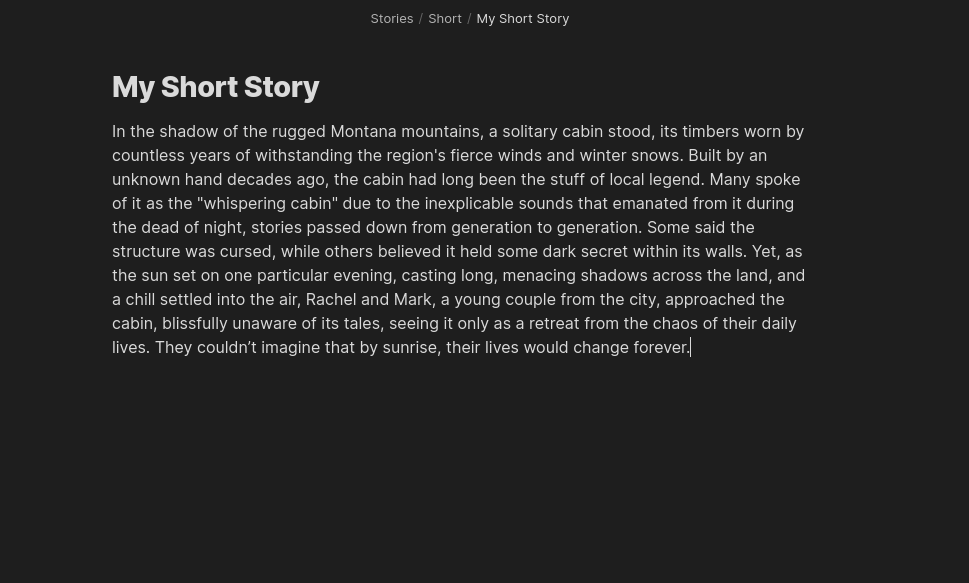 Stories / Short / My Short Story
My Short Story
In the shadow of the rugged Montana mountains, a solitary cabin stood, its timbers worn by
countless years of withstanding the region's fierce winds and winter snows. Built by an
unknown hand decades ago, the cabin had long been the stuff of local legend. Many spoke
of it as the "whispering cabin" due to the inexplicable sounds that emanated from it during
the dead of night, stories passed down from generation to generation. Some said the
structure was cursed, while others believed it held some dark secret within its walls. Yet, as
the sun set on one particular evening, casting long, menacing shadows across the land, and
a chill settled into the air, Rachel and Mark, a young couple from the city, approached the
cabin, blissfully unaware of its tales, seeing it only as a retreat from the chaos of their daily
lives. They couldn’t imagine that by sunrise, their lives would change forever.